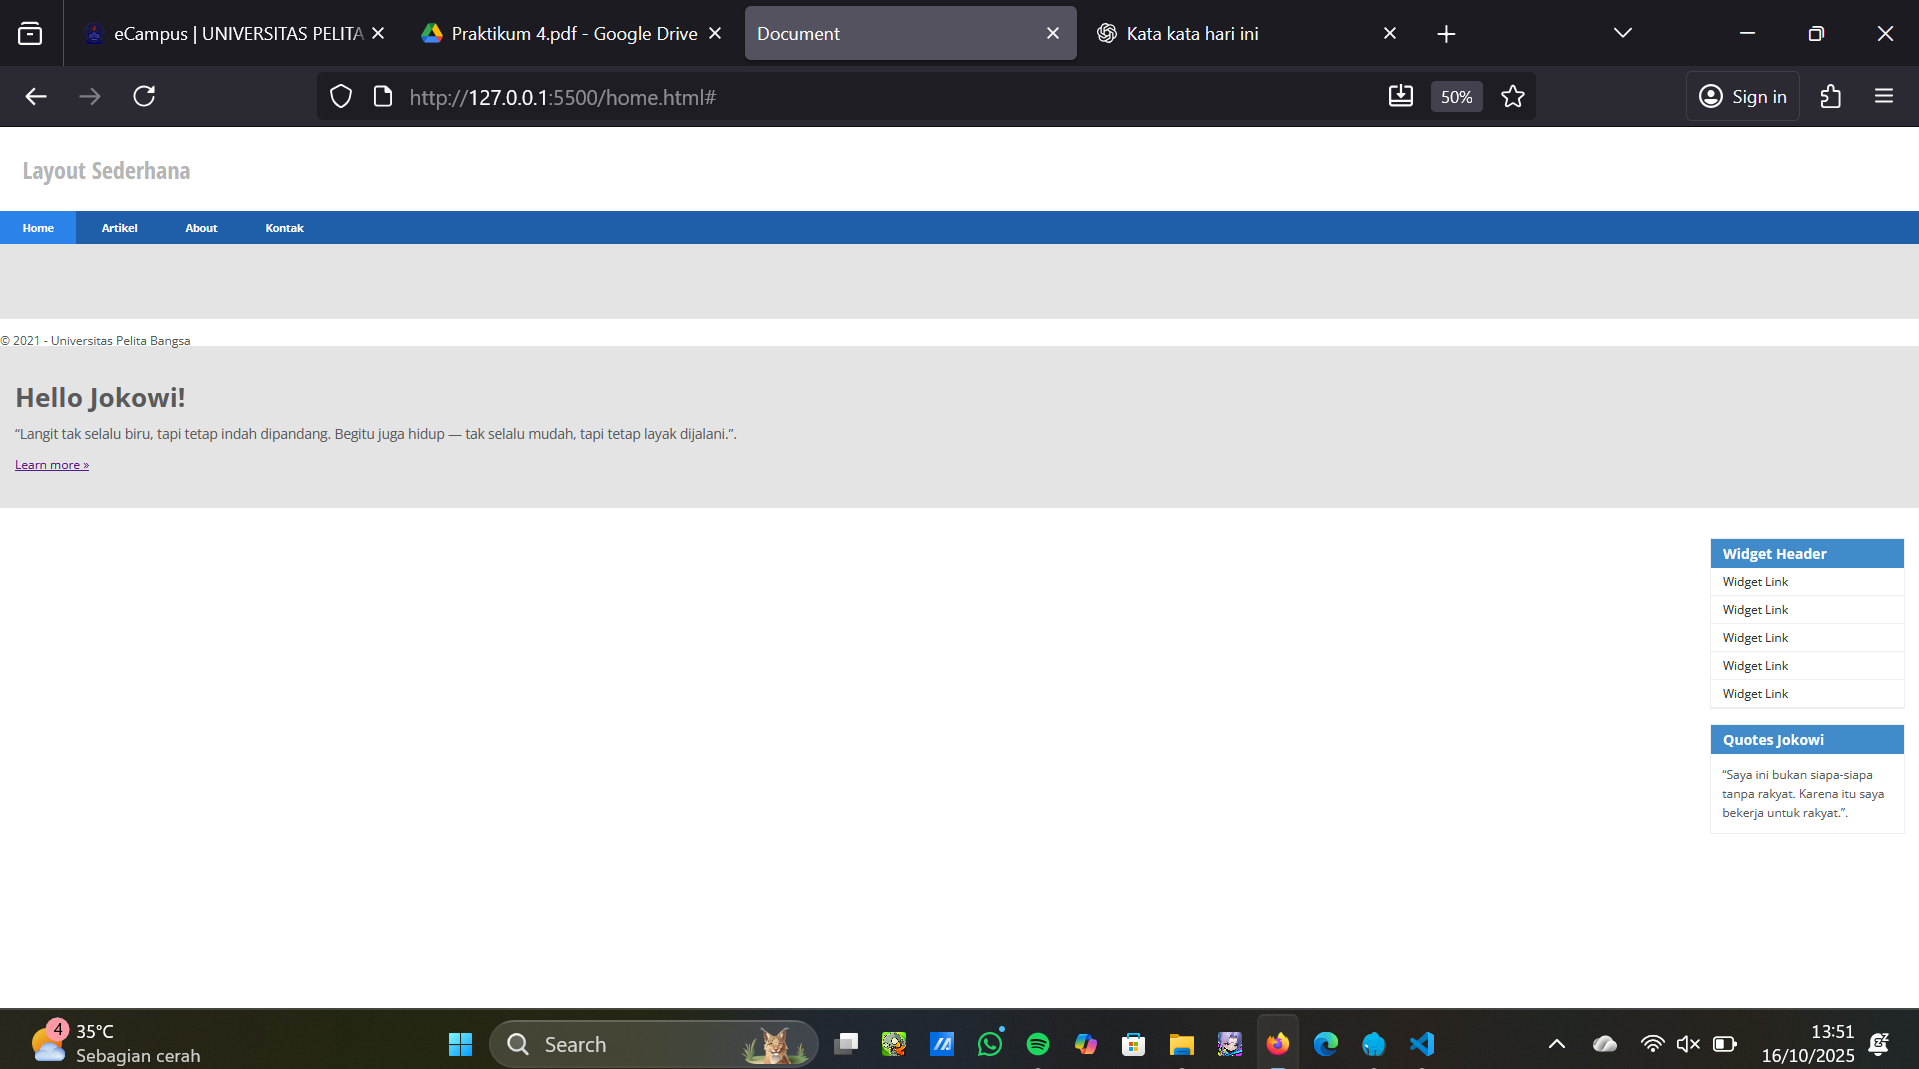 eCampus | UNIVERSITAS PELITA
Praktikum 4.pdf - Google Drive
Document
Kata kata hari ini
http://127.0.0.1:5500/home.html#
50%
Sign in
Layout Sederhana
Home
Artikel
About
Kontak
© 2021 - Universitas Pelita Bangsa
Hello Jokowi!
“Langit tak selalu biru, tapi tetap indah dipandang. Begitu juga hidup — tak selalu mudah, tapi tetap layak dijalani.”.
Learn more »
Widget Header
Widget Link
Widget Link
Widget Link
Widget Link
Widget Link
Quotes Jokowi
“Saya ini bukan siapa-siapa
tanpa rakyat. Karena itu saya
bekerja untuk rakyat.”.
4
35°C
Sebagian cerah
Search
13:51
16/10/2025